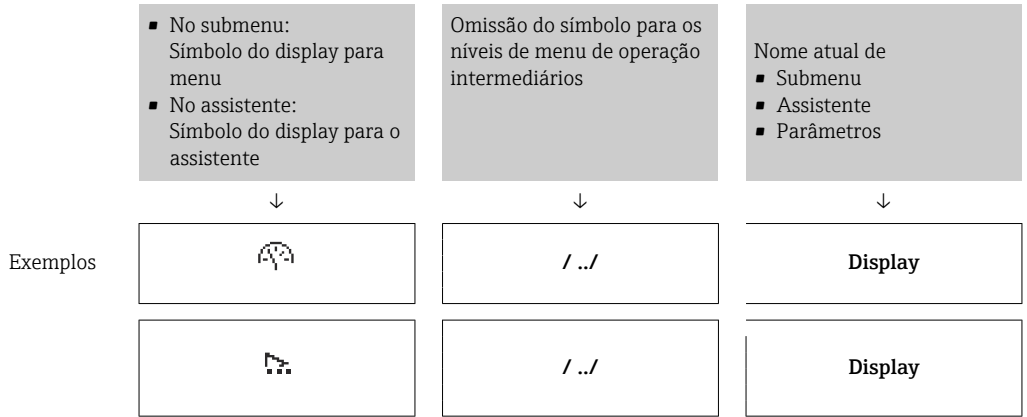 ▪ No submenu:
Símbolo do display para
menu
▪ No assistente:
Símbolo do display para o
assistente
Omissão do símbolo para os
níveis de menu de operação
intermediários
Nome atual de
▪ Submenu
▪ Assistente
▪ Parâmetros
↓ ↓ ↓
Exemplos
/ ../
Display
/ ../
Display